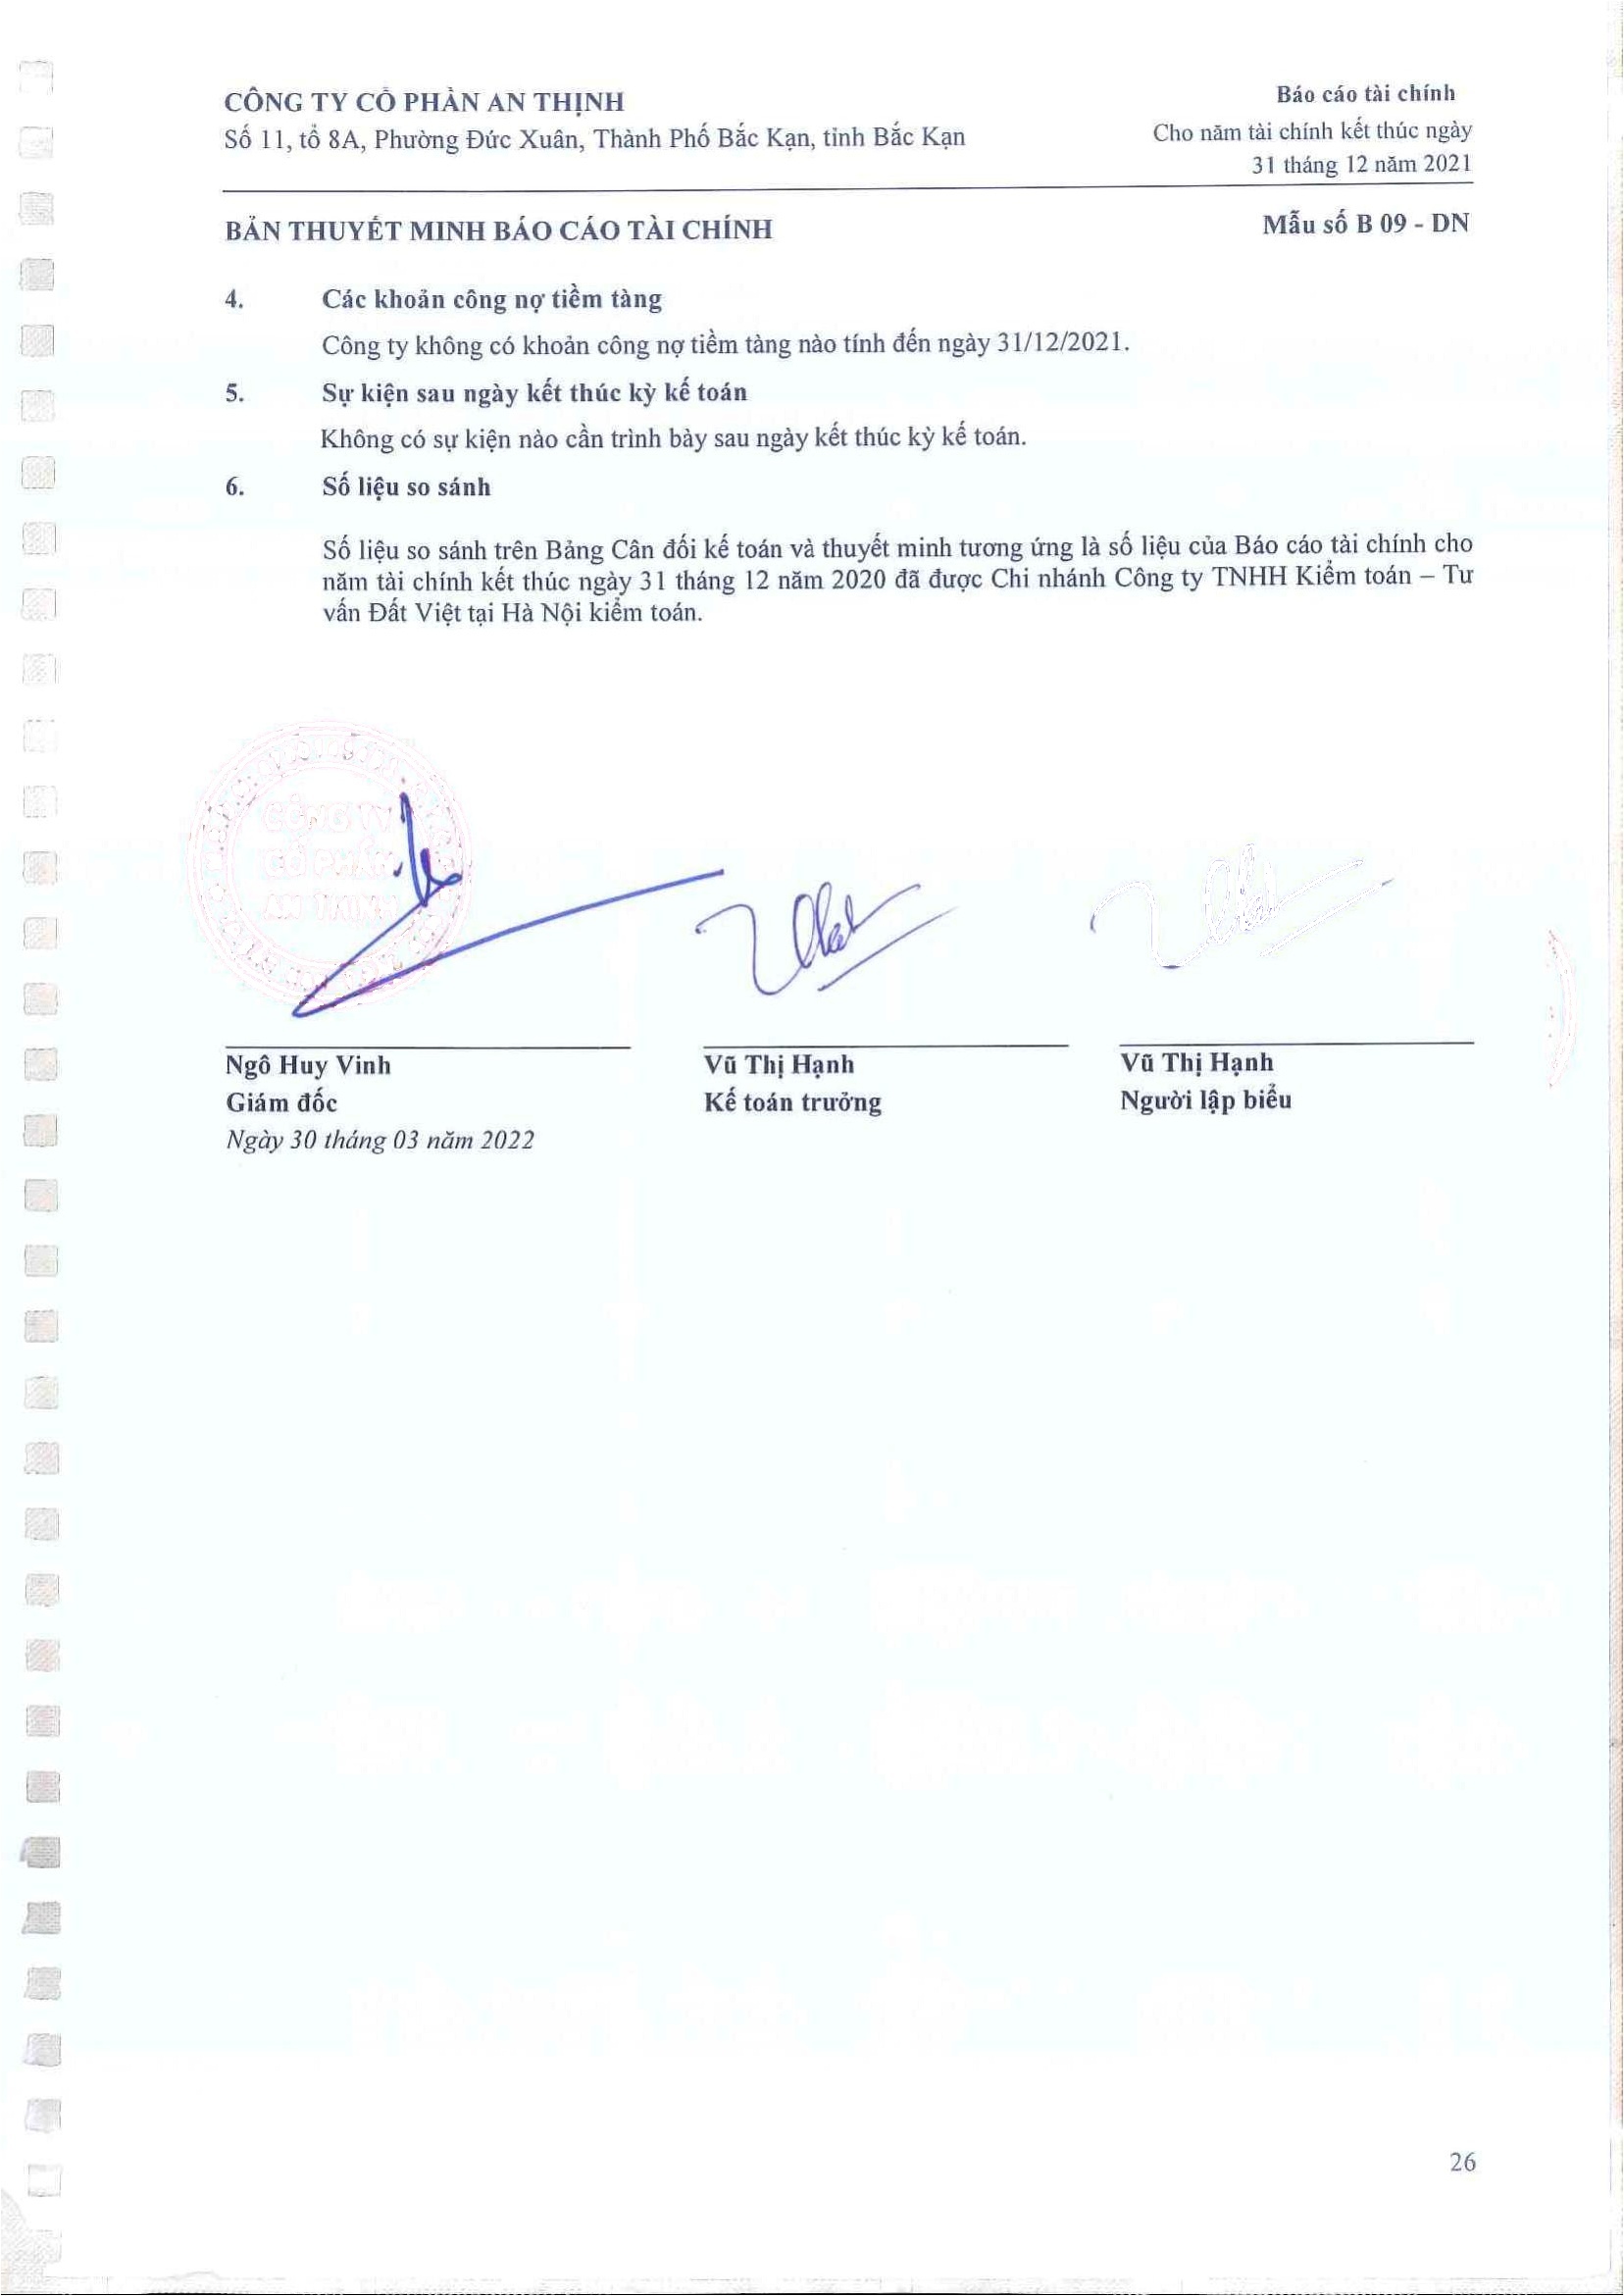 CÔNG TY CỔ PHẦN AN THỊNH
Số 11, tổ 8A, Phường Đức Xuân, Thành Phố Bắc Kạn, tỉnh Bắc Kạn
Báo cáo tài chính
Cho năm tài chính kết thúc ngày
31 tháng 12 năm 2021
BẢN THUYẾT MINH BÁO CÁO TÀI CHÍNH
Mẫu số B 09 - DN
4. Các khoản công nợ tiềm tàng
Công ty không có khoản công nợ tiềm tàng nào tính đến ngày 31/12/2021.
5. Sự kiện sau ngày kết thúc kỳ kế toán
Không có sự kiện nào cần trình bày sau ngày kết thúc kỳ kế toán.
6. Số liệu so sánh
Số liệu so sánh trên Bảng Cân đối kế toán và thuyết minh tương ứng là số liệu của Báo cáo tài chính cho
năm tài chính kết thúc ngày 31 tháng 12 năm 2020 đã được Chi nhánh Công ty TNHH Kiểm toán – Tư
vấn Đất Việt tại Hà Nội kiểm toán.
CÔNG TY
CỔ PHẦN
AN THỊNH
Ngô Huy Vinh
Giám đốc
Ngày 30 tháng 03 năm 2022
Vũ Thị Hạnh
Kế toán trưởng
Vũ Thị Hạnh
Người lập biểu
26